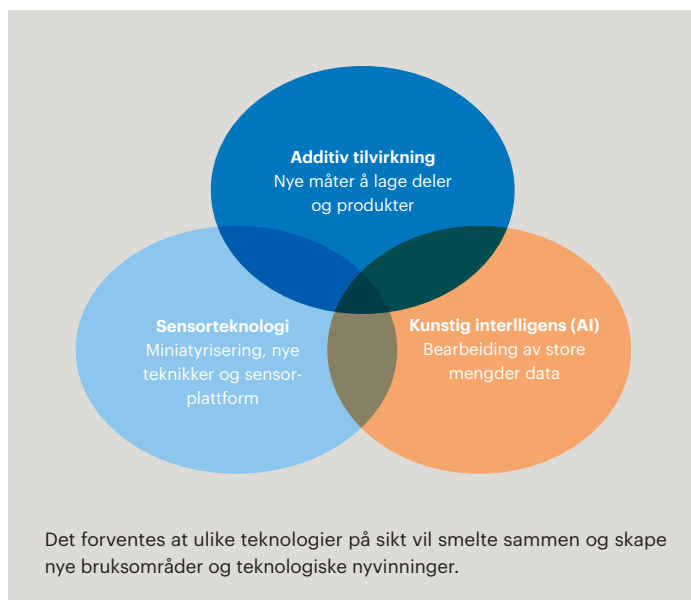 Additiv tilvirkning
Nye måter å lage deler
og produkter
Sensorteknologi
Miniatyrisering, nye
teknikker og sensor-
plattform
Kunstig interlligens (AI)
Bearbeiding av store
mengder data
Det forventes at ulike teknologier på sikt vil smelte sammen og skape
nye bruksområder og teknologiske nyvinninger.